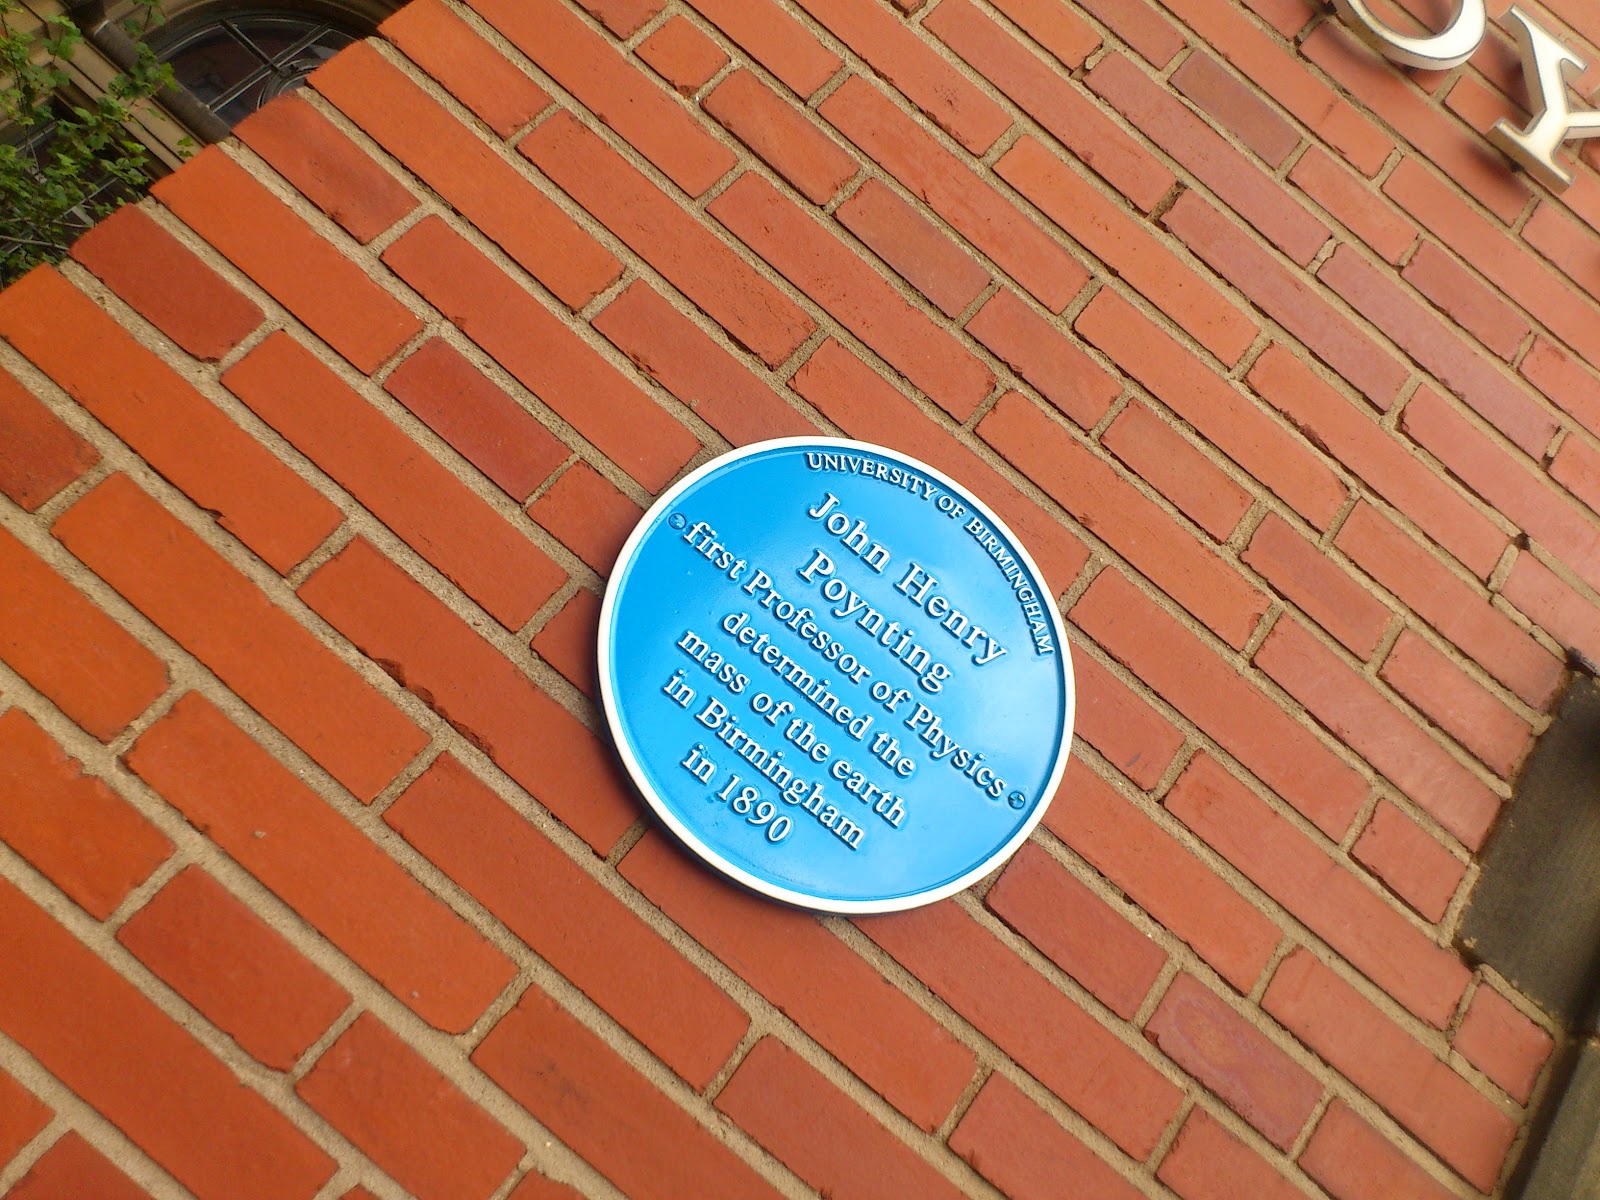 OY
UNIVERSITY OF BIRMINGHAM
John Henry
Poynting
first Professor of Physics
determined the
mass of the earth
in Birmingham
in 1890